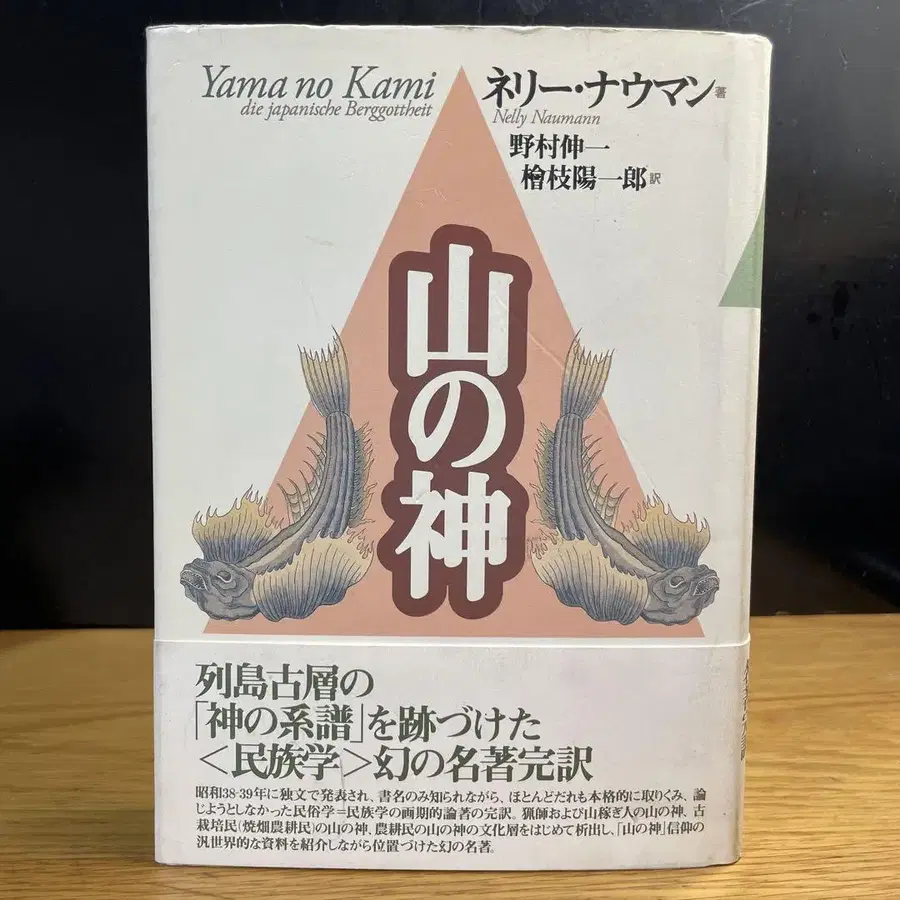 Yama no Kami
die japanische Berggottheit
ネリー・ナウマン 著
Nelly Naumann
野村伸一
檜枝陽一郎 訳
山の神
列島古層の
「神の系譜」を跡づけた
<民族学>幻の名著完訳
昭和38・39年に独文で発表され、書名のみ知られながら、ほとんどだれも本格的に取りくみ、論
じようとしなかった民俗学=民族学の画期的論著の完訳。猟師および山稼ぎ人の山の神、古
栽培民(焼畑農耕民)の山の神、農耕民の山の神の文化層をはじめて析出し、「山の神」信仰の
汎世界的な資料を紹介しながら位置づけた幻の名著。